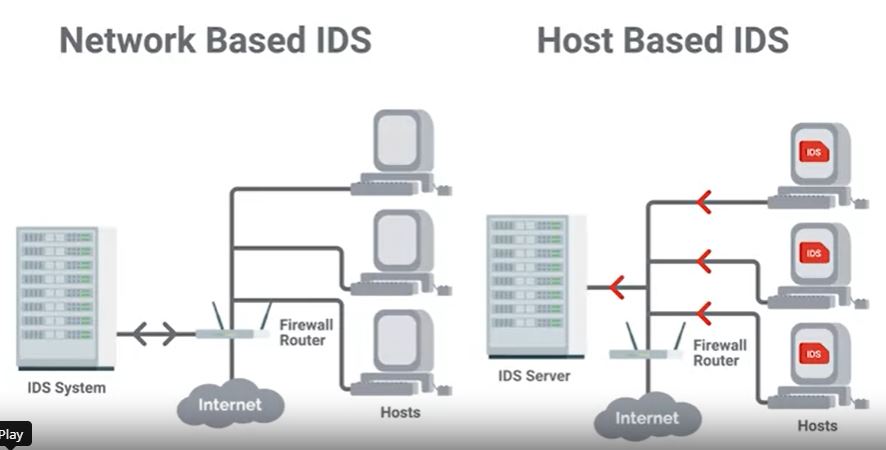 Network Based IDS
Host Based IDS
IDS
IDS
IDS
Firewall
Router
IDS System
Internet
Hosts
Firewall
Router
IDS Server
Internet
Hosts
Play